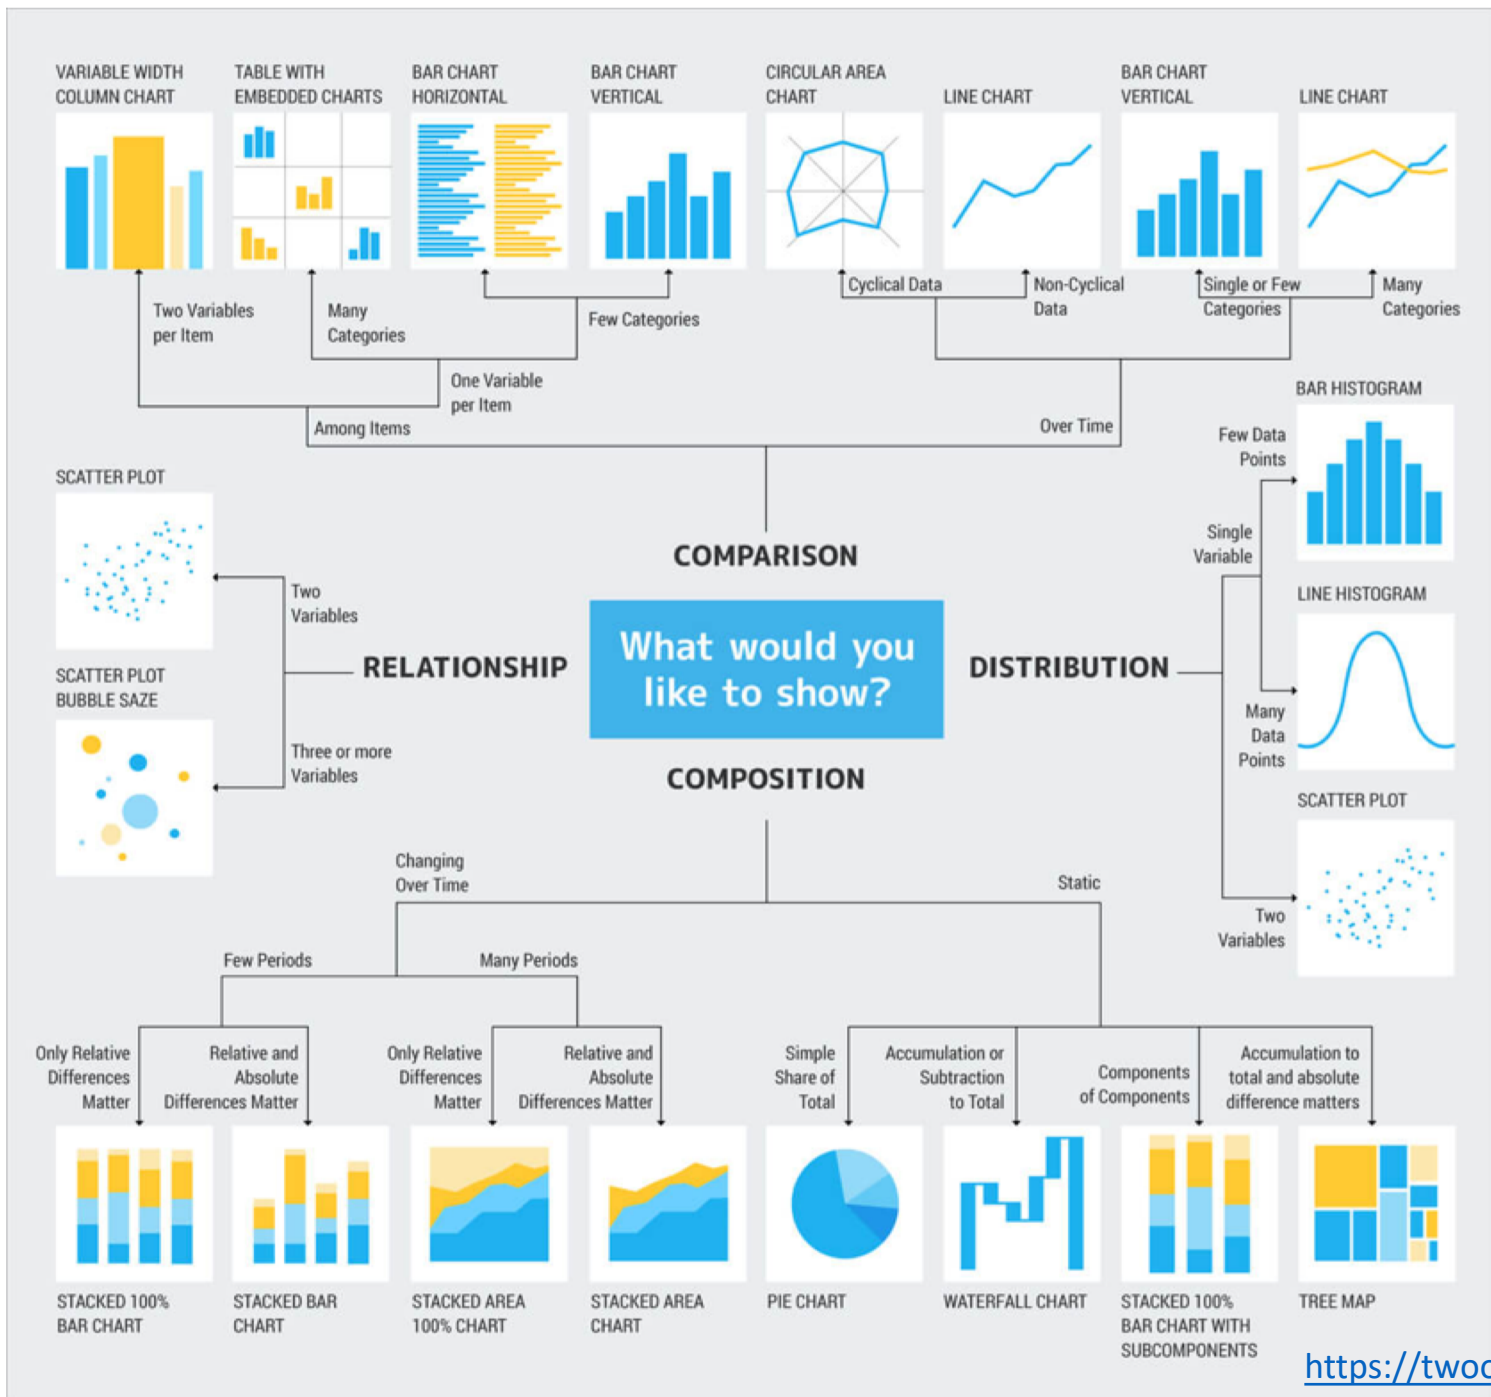 VARIABLE WIDTH
COLUMN CHART
TABLE WITH
EMBEDDED CHARTS
BAR CHART
HORIZONTAL
BAR CHART
VERTICAL
CIRCULAR AREA
CHART
LINE CHART
BAR CHART
VERTICAL
LINE CHART
Two Variables
per Item
Many
Categories
Few Categories
Cyclical Data
Non-Cyclical
Data
Single or Few
Categories
Many
Categories
One Variable
per Item
Among Items
Over Time
BAR HISTOGRAM
Few Data
Points
Single
Variable
SCATTER PLOT
Two
Variables
COMPARISON
What would you
like to show?
RELATIONSHIP
DISTRIBUTION
LINE HISTOGRAM
SCATTER PLOT
BUBBLE SAZE
Three or more
Variables
Many
Data
Points
COMPOSITION
SCATTER PLOT
Two
Variables
Changing
Over Time
Static
Few Periods
Many Periods
Only Relative
Differences
Matter
Relative and
Absolute
Differences Matter
Only Relative
Differences
Matter
Relative and
Absolute
Differences Matter
Simple
Share of
Total
Accumulation or
Subtraction
to Total
Components
of Components
Accumulation to
total and absolute
difference matters
STACKED 100%
BAR CHART
STACKED BAR
CHART
STACKED AREA
100% CHART
STACKED AREA
CHART
PIE CHART
WATERFALL CHART
STACKED 100%
BAR CHART WITH
SUBCOMPONENTS
TREE MAP
https://twoo